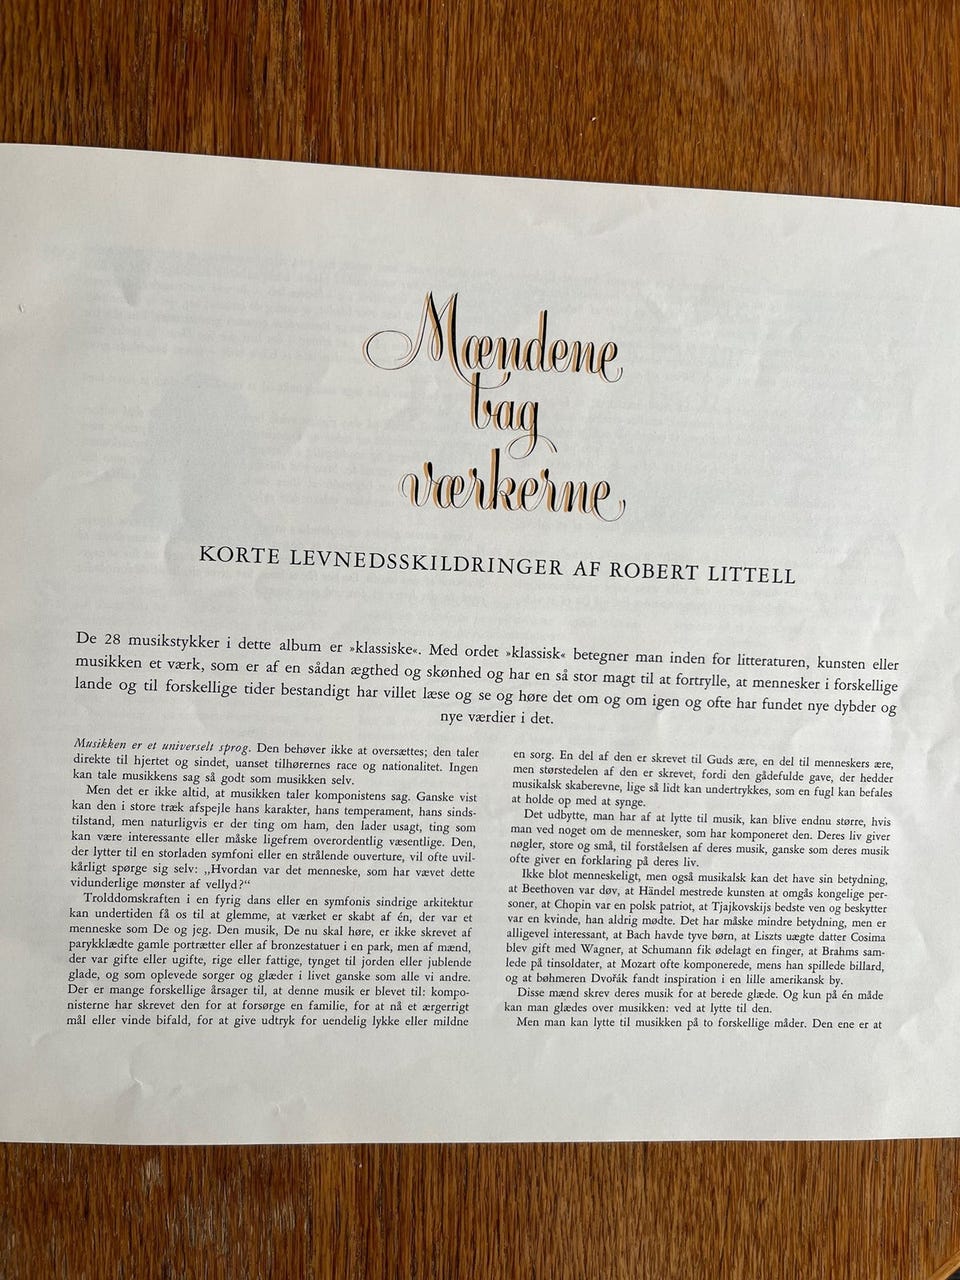 Mændene
bag
værkerne
KORTE LEVNEDSSKILDRINGER AF ROBERT LITTELL
De 28 musikstykker i dette album er »klassiske«. Med ordet »klassisk« betegner man inden for litteraturen, kunsten eller
musikken et værk, som er af en sådan ægthed og skønhed og har en så stor magt til at fortrylle, at mennesker i forskellige
lande og til forskellige tider bestandigt har villet læse og se og høre det om og om igen og ofte har fundet nye dybder og
nye værdier i det.
Musikken er et universelt sprog. Den behøver ikke at oversættes; den taler
direkte til hjertet og sindet, uanset tilhørernes race og nationalitet. Ingen
kan tale musikkens sag så godt som musikken selv.
Men det er ikke altid, at musikken taler komponistens sag. Ganske vist
kan den i store træk afspejle hans karakter, hans temperament, hans sinds-
tilstand, men naturligvis er der ting om ham, den lader usagt, ting som
kan være interessante eller måske ligefrem overordentlig væsentlige. Den,
der lytter til en storladen symfoni eller en strålende ouverture, vil ofte uvil-
kårligt spørge sig selv: „Hvordan var det menneske, som har vævet dette
vidunderlige mønster af vellyd?“
Trolddomskraften i en fyrig dans eller en symfonis sindrige arkitektur
kan undertiden få os til at glemme, at værket er skabt af én, der var et
menneske som De og jeg. Den musik, De nu skal høre, er ikke skrevet af
parykklædte gamle portrætter eller af bronzestatuer i en park, men af mænd,
der var gifte eller ugifte, rige eller fattige, tynget til jorden eller jublende
glade, og som oplevede sorger og glæder i livet ganske som alle vi andre.
Der er mange forskellige årsager til, at denne musik er blevet til: kompo-
nisterne har skrevet den for at forsørge en familie, for at nå et ærgerrigt
mål eller vinde bifald, for at give udtryk for uendelig lykke eller mildne
en sorg. En del af den er skrevet til Guds ære, en del til menneskers ære,
men størstedelen af den er skrevet, fordi den gådefulde gave, der hedder
musikalsk skaberevne, lige så lidt kan undertrykkes, som en fugl kan befales
at holde op med at synge.
Det udbytte, man har af at lytte til musik, kan blive endnu større, hvis
man ved noget om de mennesker, som har komponeret den. Deres liv giver
nøgler, store og små, til forståelsen af deres musik, ganske som deres musik
ofte giver en forklaring på deres liv.
Ikke blot menneskeligt, men også musikalsk kan det have sin betydning,
at Beethoven var døv, at Händel mestrede kunsten at omgås kongelige per-
soner, at Chopin var en polsk patriot, at Tjajkovskijs bedste ven og beskytter
var en kvinde, han aldrig mødte. Det har måske mindre betydning, men er
alligevel interessant, at Bach havde tyve børn, at Liszts uægte datter Cosima
blev gift med Wagner, at Schumann fik ødelagt en finger, at Brahms sam-
lede på tinsoldater, at Mozart ofte komponerede, mens han spillede billard,
og at bøhmeren Dvořák fandt inspiration i en lille amerikansk by.
Disse mænd skrev deres musik for at berede glæde. Og kun på én måde
kan man glædes over musikken: ved at lytte til den.
Men man kan lytte til musikken på to forskellige måder. Den ene er at